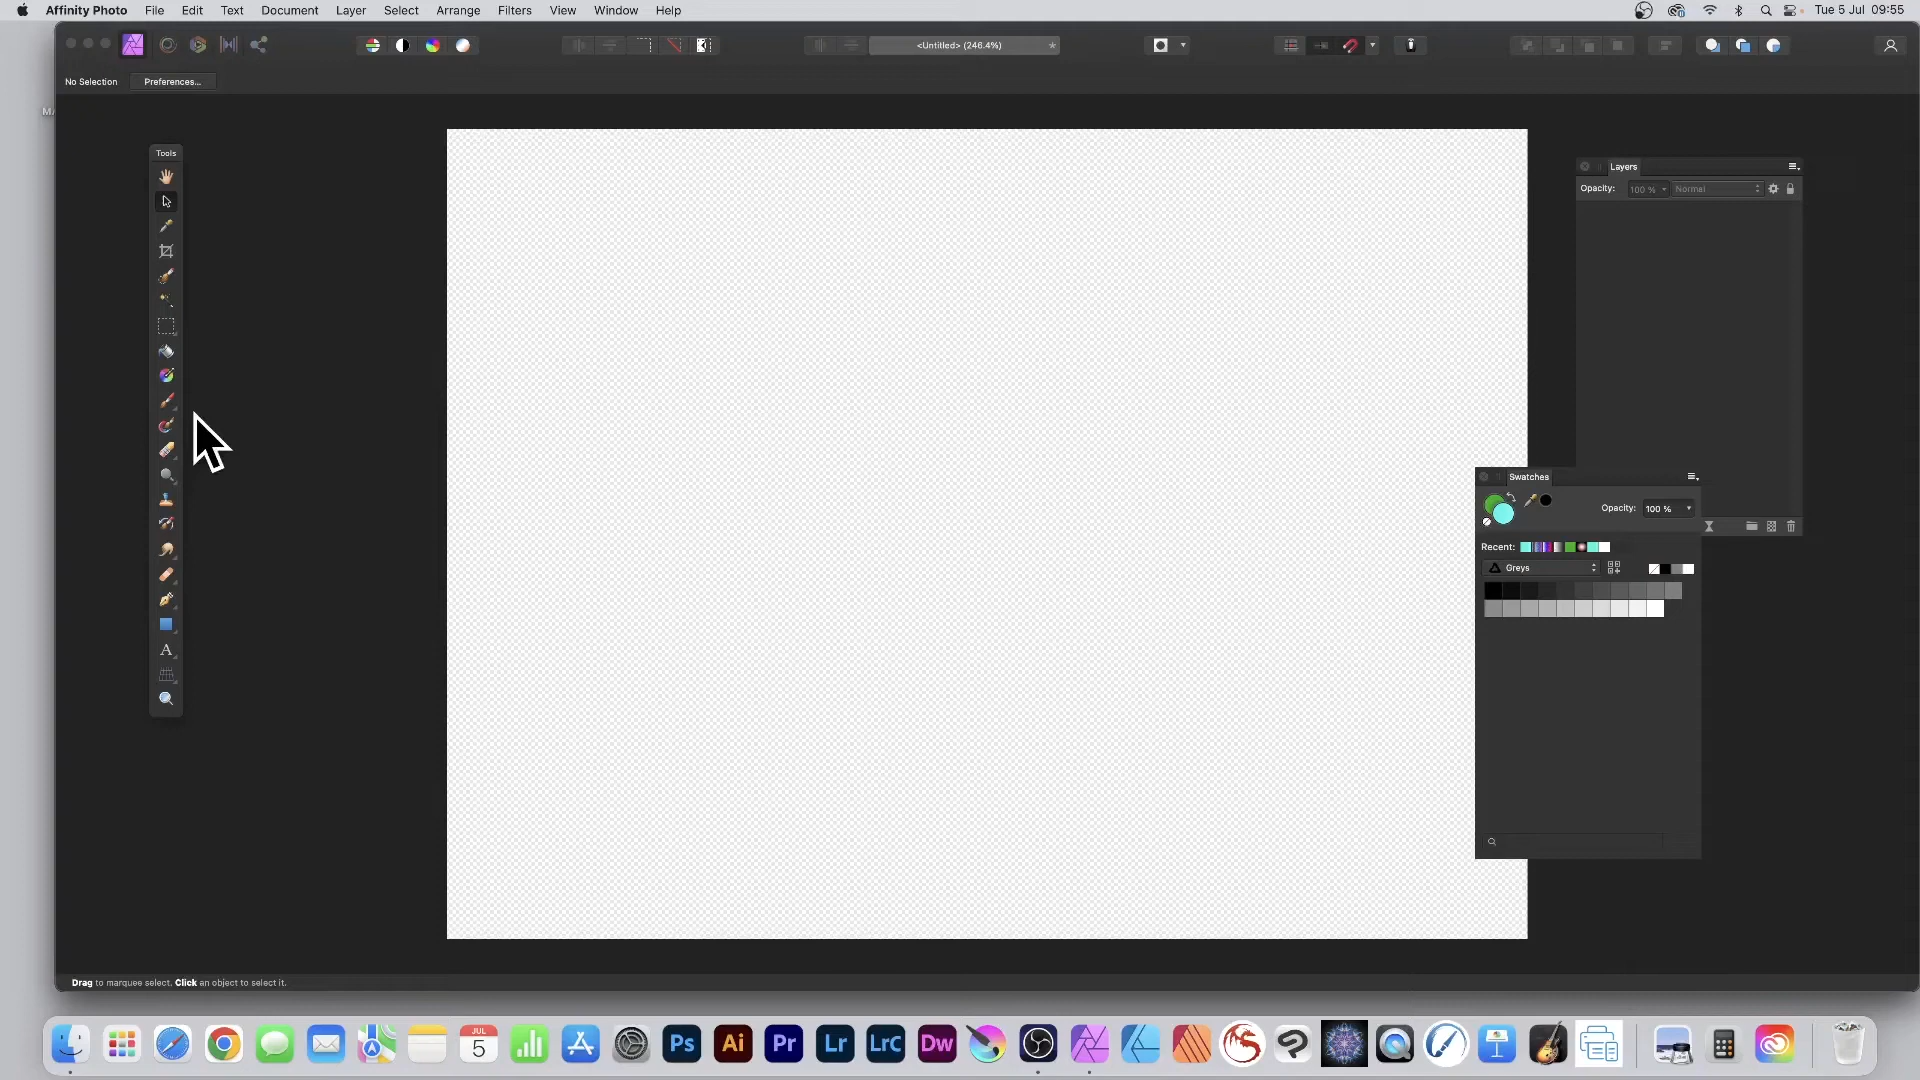 Affinity Photo File Edit Text Document Layer Select Arrange Filters View Window Help Tue 5 Jul 09:55
<Untitled> (246.4%)
No Selection Preferences...
Tools
Layers
Opacity: 100 % Normal
A
Swatches
Opacity: 100 %
Recent:
Greys
Drag to marquee select. Click an object to select it.
JUL
5
Ps Ai Pr Lr LrC Dw